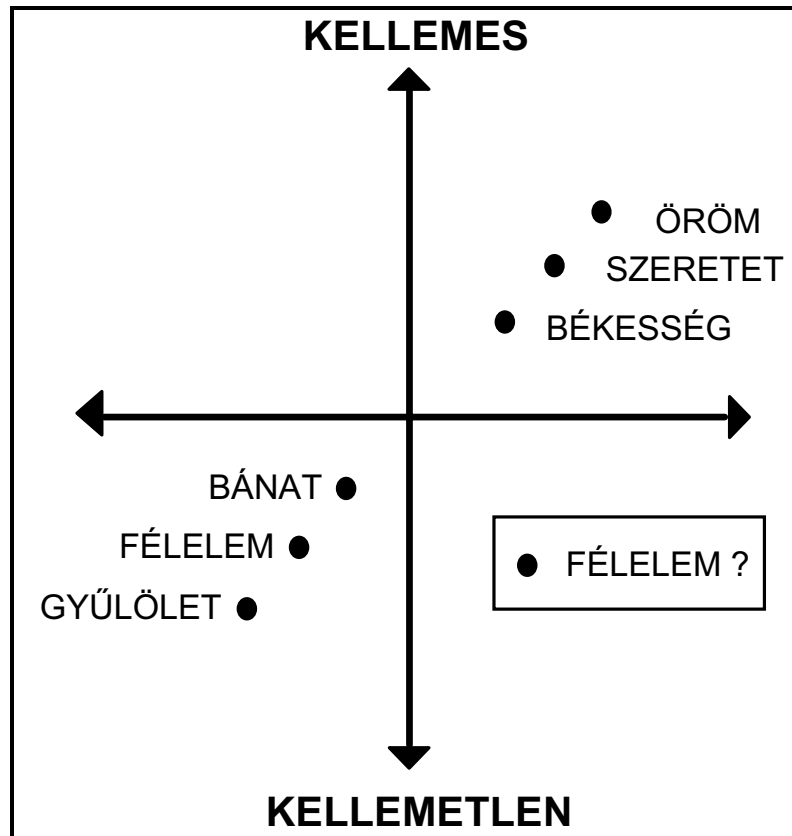 KELLEMES
ÖRÖM
SZERETET
BÉKESSÉG
BÁNAT
FÉLELEM
GYŰLÖLET
FÉLELEM ?
KELLEMETLEN